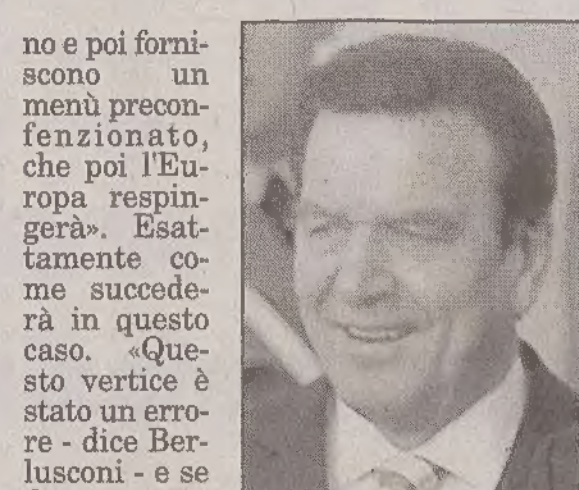 no e poi forni-
scono un
menù precon-
fenzionato,
che poi l'Eu-
ropa respin-
gerà». Esat-
tamente co-
me succede-
rà in questo
caso. «Que-
sto vertice è
stato un erro-
re - dice Ber-
lusconi - e se